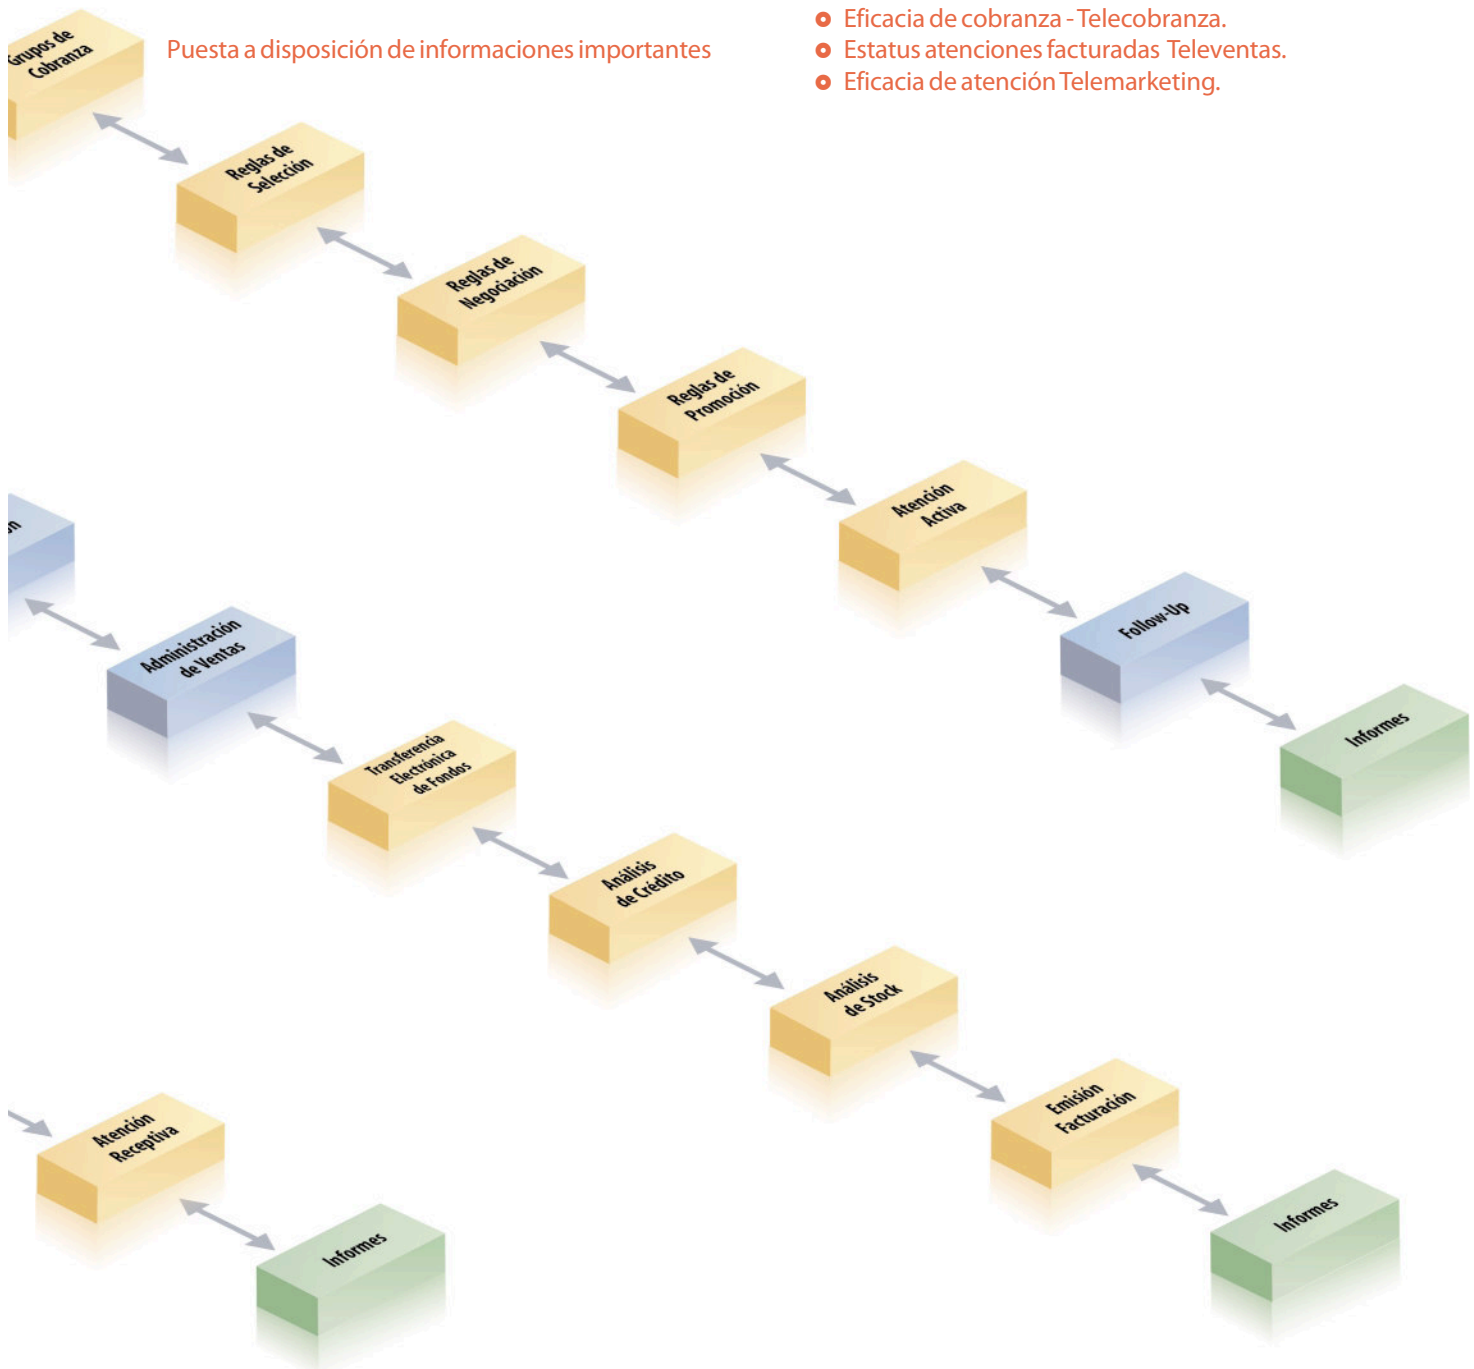 Puesta a disposición de informaciones importantes
Eficacia de cobranza - Telecobranza.
Estatus atenciones facturadas Televentas.
Eficacia de atención Telemarketing.
Grupos de
Cobranza
Reglas de
Selección
Reglas de
Negociación
Reglas de
Promoción
Atención
Activa
Follow-Up
Informes
Administración
de Ventas
Transferencia
Electrónica
de Fondos
Análisis
de Crédito
Análisis
de Stock
Emisión
Facturación
Informes
Atención
Receptiva
Informes